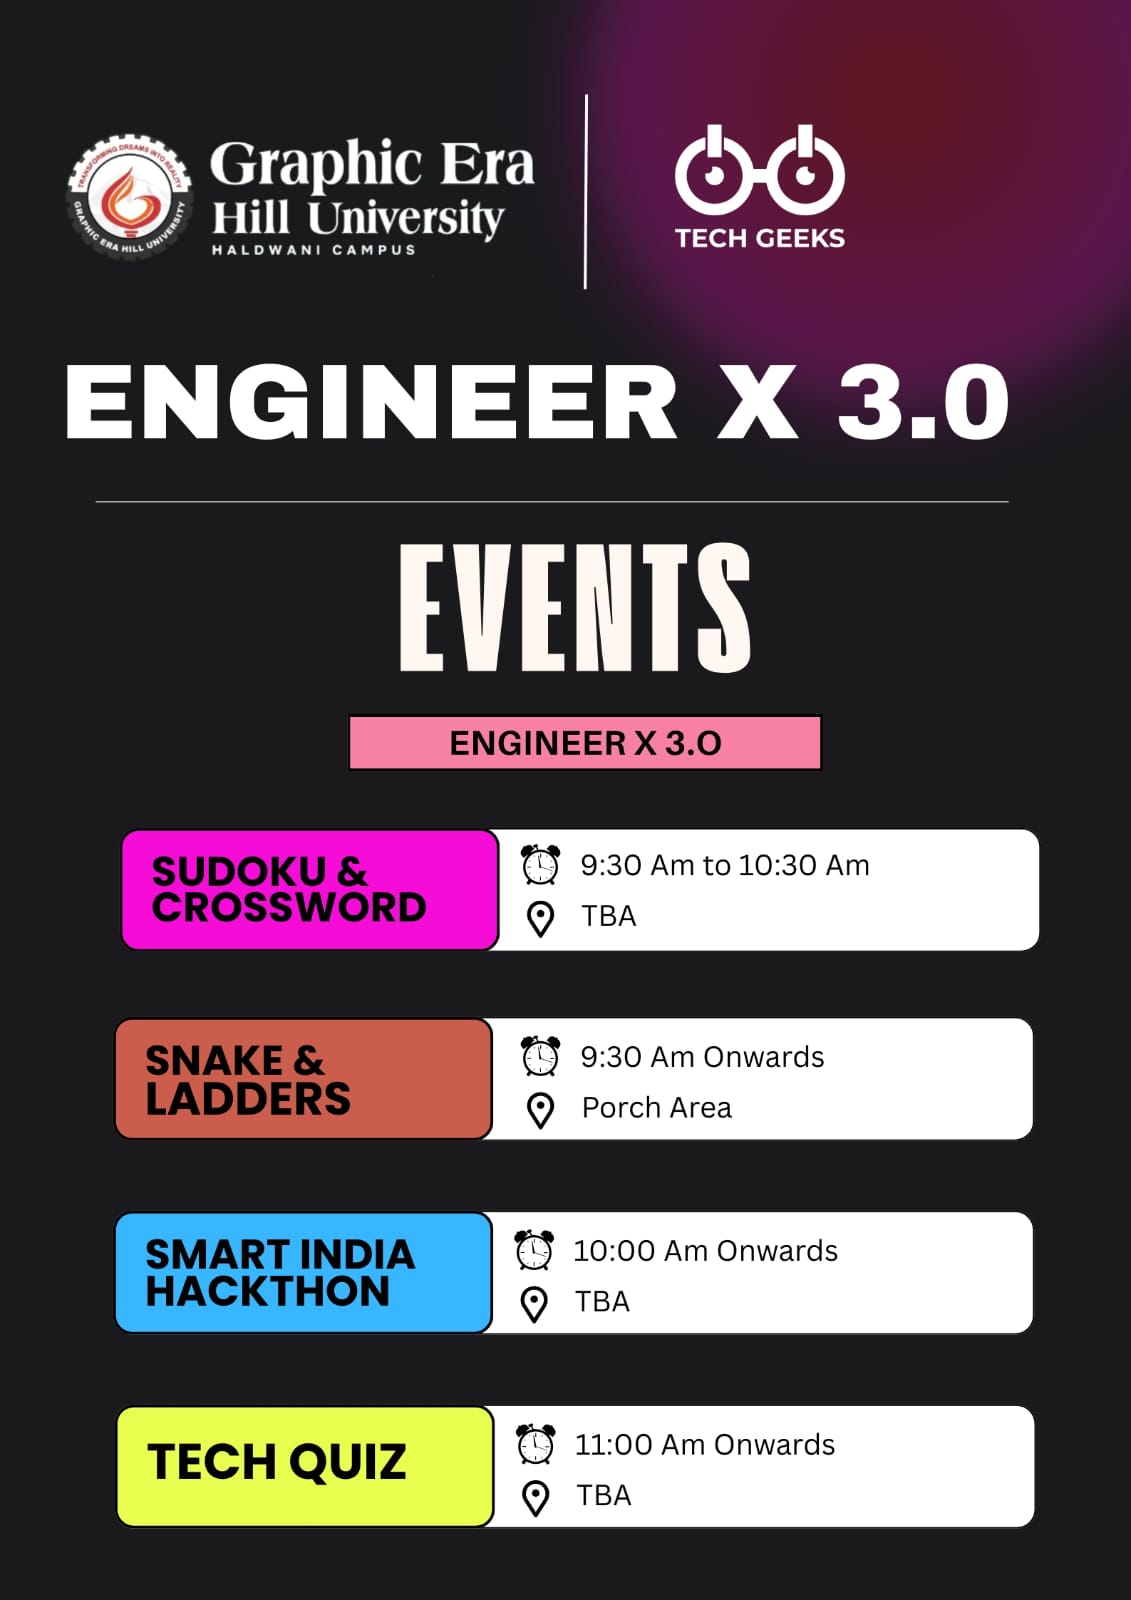 TRANSFORMING DREAMS INTO REALITY
GRAPHIC ERA HILL UNIVERSITY
Graphic Era
Hill University
HALDWANI CAMPUS
TECH GEEKS
ENGINEER X 3.0
EVENTS
ENGINEER X 3.O
SUDOKU &
CROSSWORD
9:30 Am to 10:30 Am
TBA
SNAKE &
LADDERS
9:30 Am Onwards
Porch Area
SMART INDIA
HACKTHON
10:00 Am Onwards
TBA
TECH QUIZ
11:00 Am Onwards
TBA